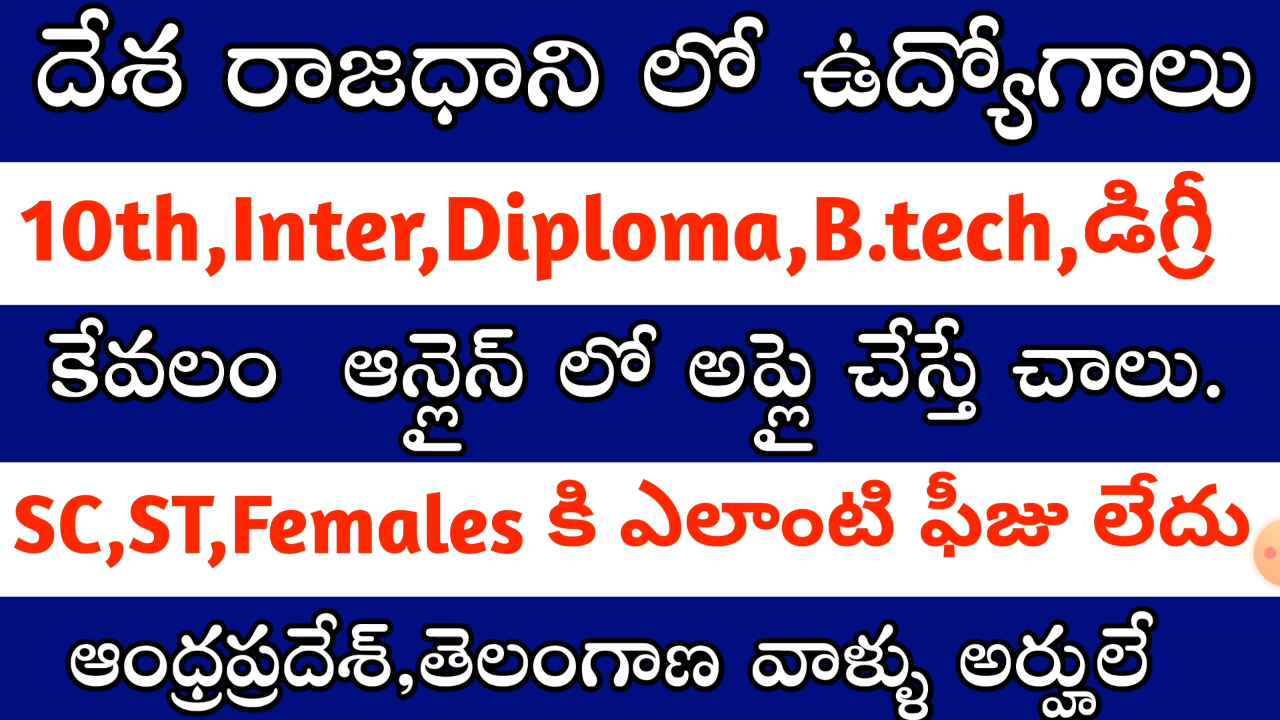 దేశ రాజధాని లో ఉద్యోగాలు
10th,Inter,Diploma,B.tech,డిగ్రీ
కేవలం ఆన్లైన్ లో అప్లై చేస్తే చాలు.
SC,ST,Females కి ఎలాంటి ఫీజు లేదు
ఆంధ్రప్రదేశ్,తెలంగాణ వాళ్ళు అర్హులే